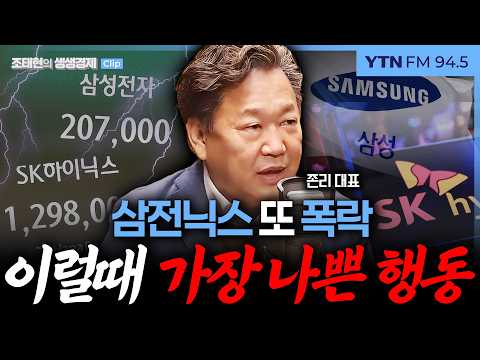 조태현의 생생경제 Clip
YTN FM 94.5
삼성전자
207,000
SK하이닉스
1,298,0
SAMSUNG
삼성
SK hy
존리 대표
삼전닉스 또 폭락
이럴때 가장 나쁜 행동